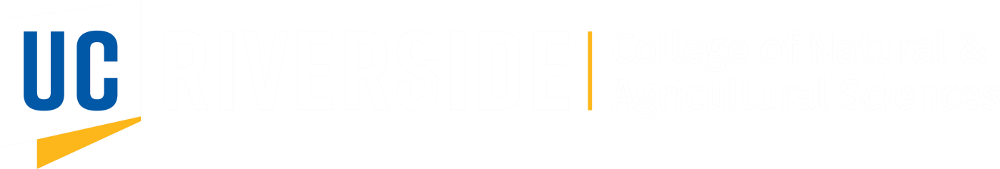 UC RIVERSIDE
College of Natural &
Agricultural Sciences